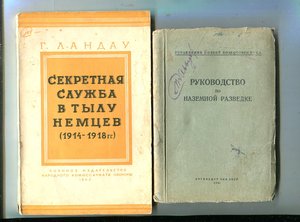 Г. ЛАНДАУ
СЕКРЕТНАЯ
СЛУЖБА
В ТЫЛУ
НЕМЦЕВ
(1914-1918 гг)
ВОЕННОЕ ИЗДАТЕЛЬСТВО
НАРОДНОГО КОМИССАРИАТА ОБОРОНЫ
РУКОВОДСТВО
ПО
НАЗЕМНОЙ РАЗВЕДКЕ